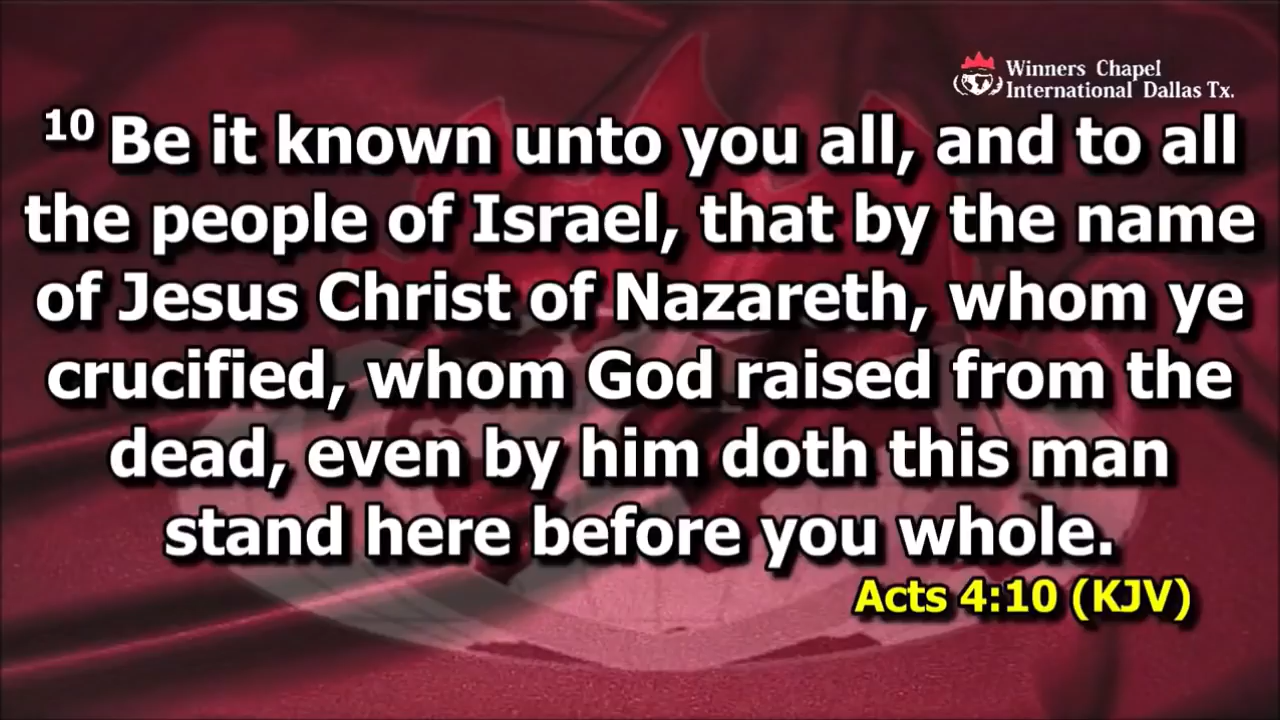 Winners Chapel
International Dallas Tx.
10 Be it known unto you all, and to all
the people of Israel, that by the name
of Jesus Christ of Nazareth, whom ye
crucified, whom God raised from the
dead, even by him doth this man
stand here before you whole.
Acts 4:10 (KJV)